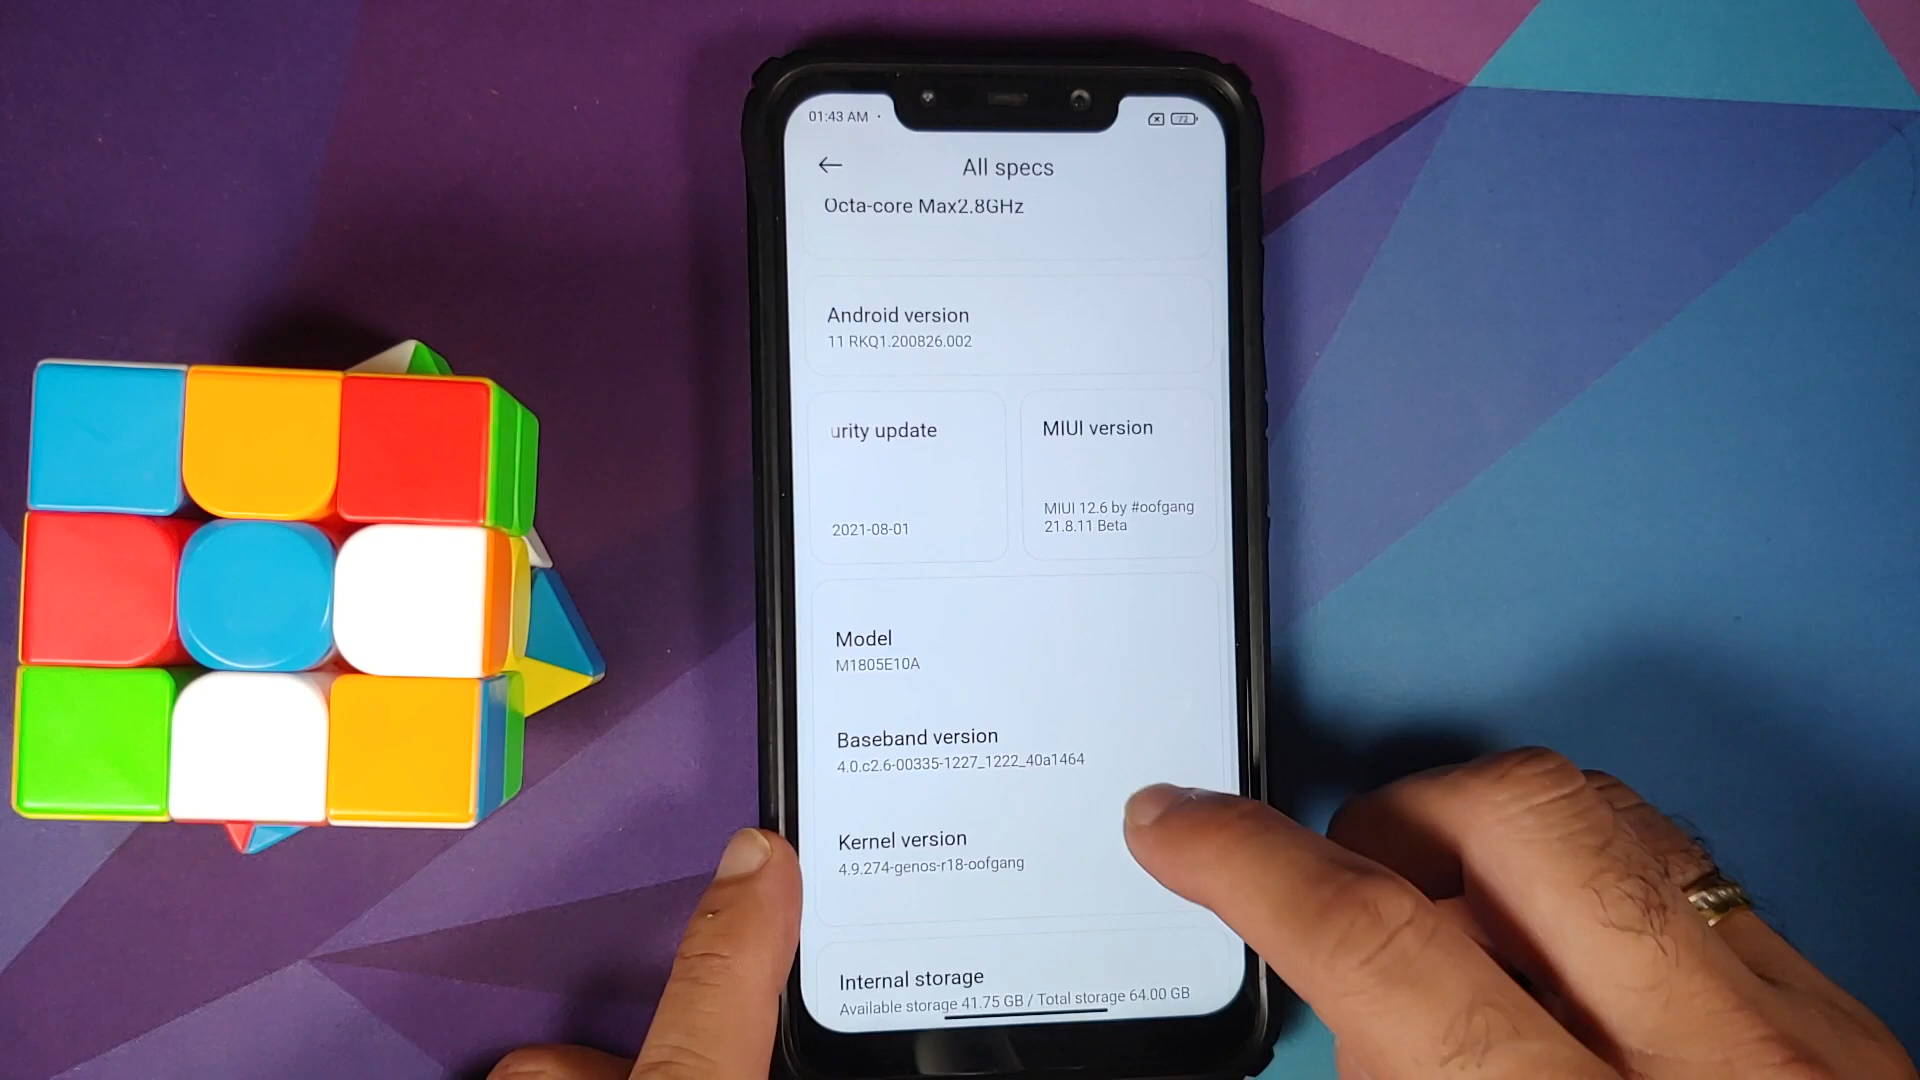 01:43 AM
72
All specs
Octa-core Max2.8GHz
Android version
11 RKQ1.200826.002
urity update
2021-08-01
MIUI version
MIUI 12.6 by #oofgang
21.8.11 Beta
Model
M1805E10A
Baseband version
4.0.c2.6-00335-1227_1222_40a1464
Kernel version
4.9.274-genos-r18-oofgang
Internal storage
Available storage 41.75 GB / Total storage 64.00 GB